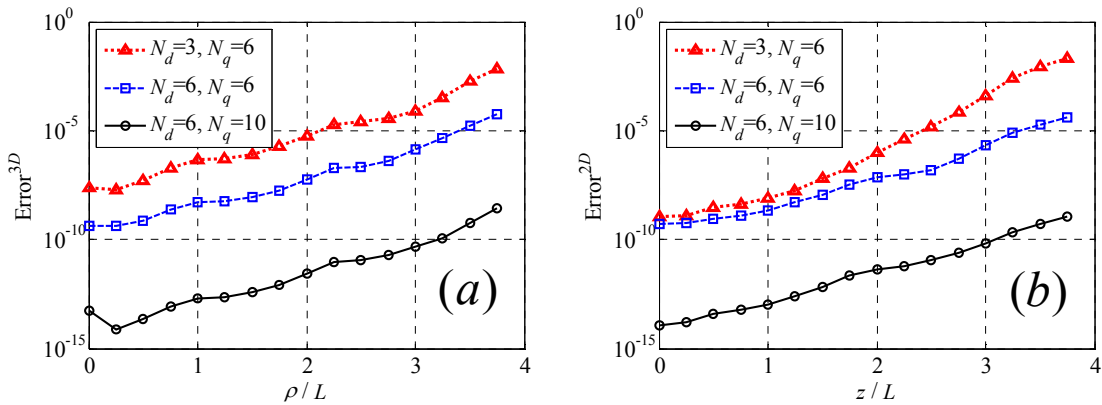 10^0
10^-5
10^-10
10^-15
Error^3D
N_d=3, N_q=6
N_d=6, N_q=6
N_d=6, N_q=10
(a)
0 1 2 3 4
ρ / L
10^0
10^-5
10^-10
10^-15
Error^2D
N_d=3, N_q=6
N_d=6, N_q=6
N_d=6, N_q=10
(b)
0 1 2 3 4
z / L